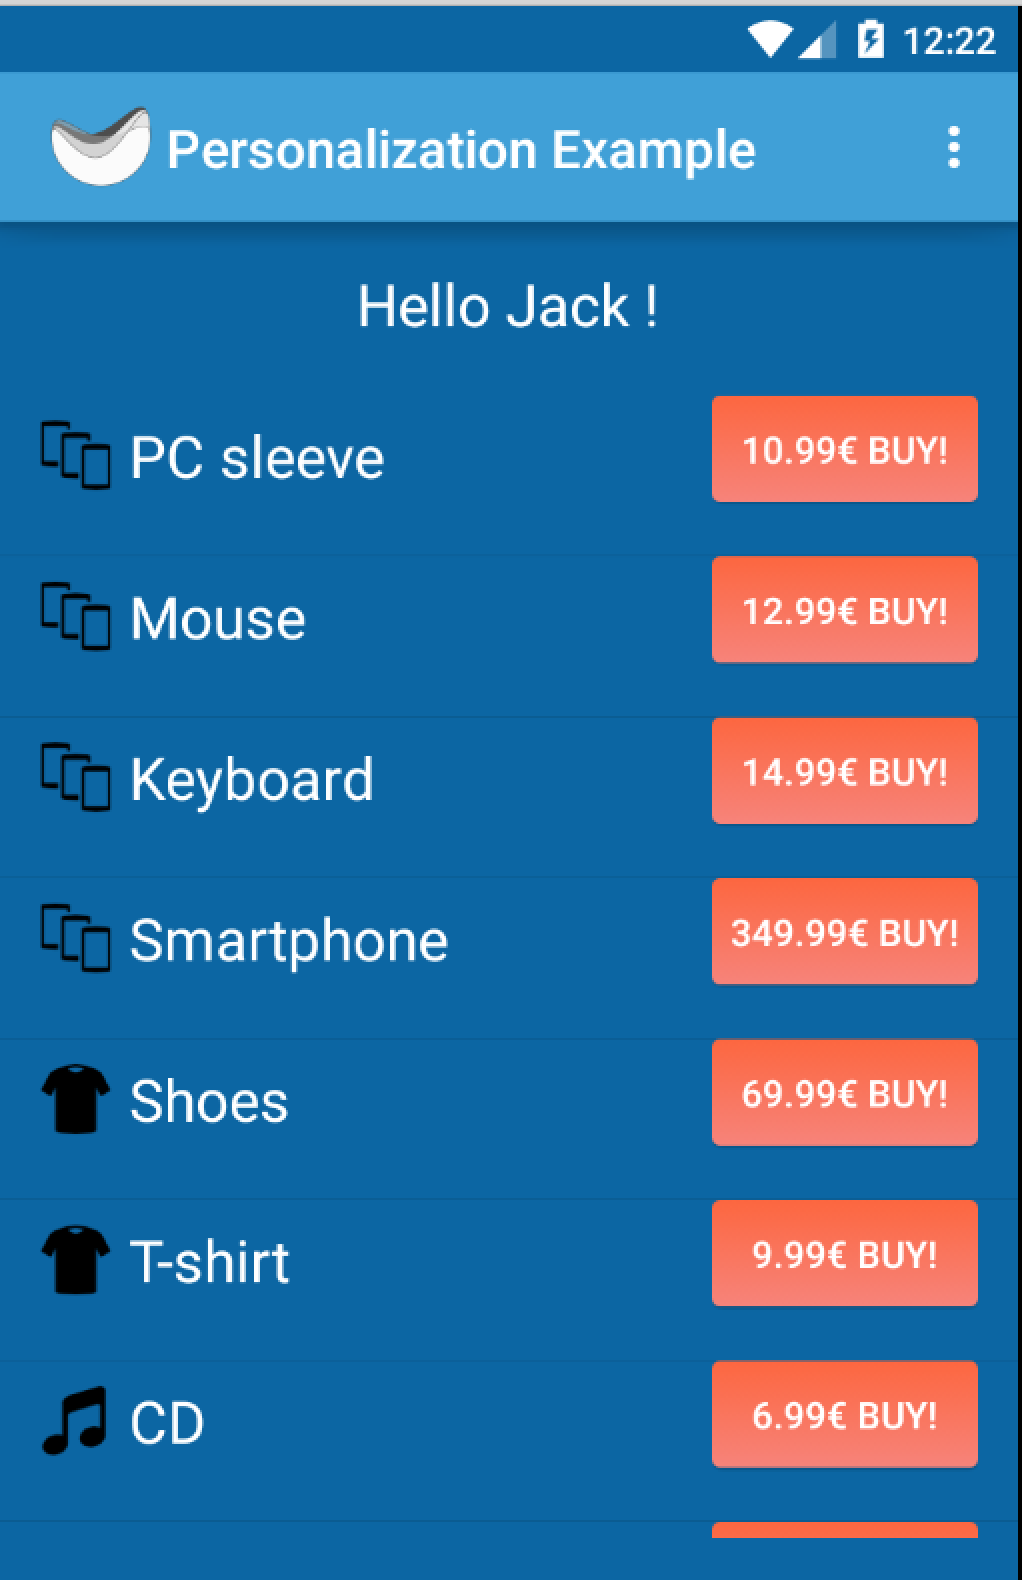 12:22
Personalization Example
Hello Jack !
PC sleeve 10.99€ BUY!
Mouse 12.99€ BUY!
Keyboard 14.99€ BUY!
Smartphone 349.99€ BUY!
Shoes 69.99€ BUY!
T-shirt 9.99€ BUY!
CD 6.99€ BUY!